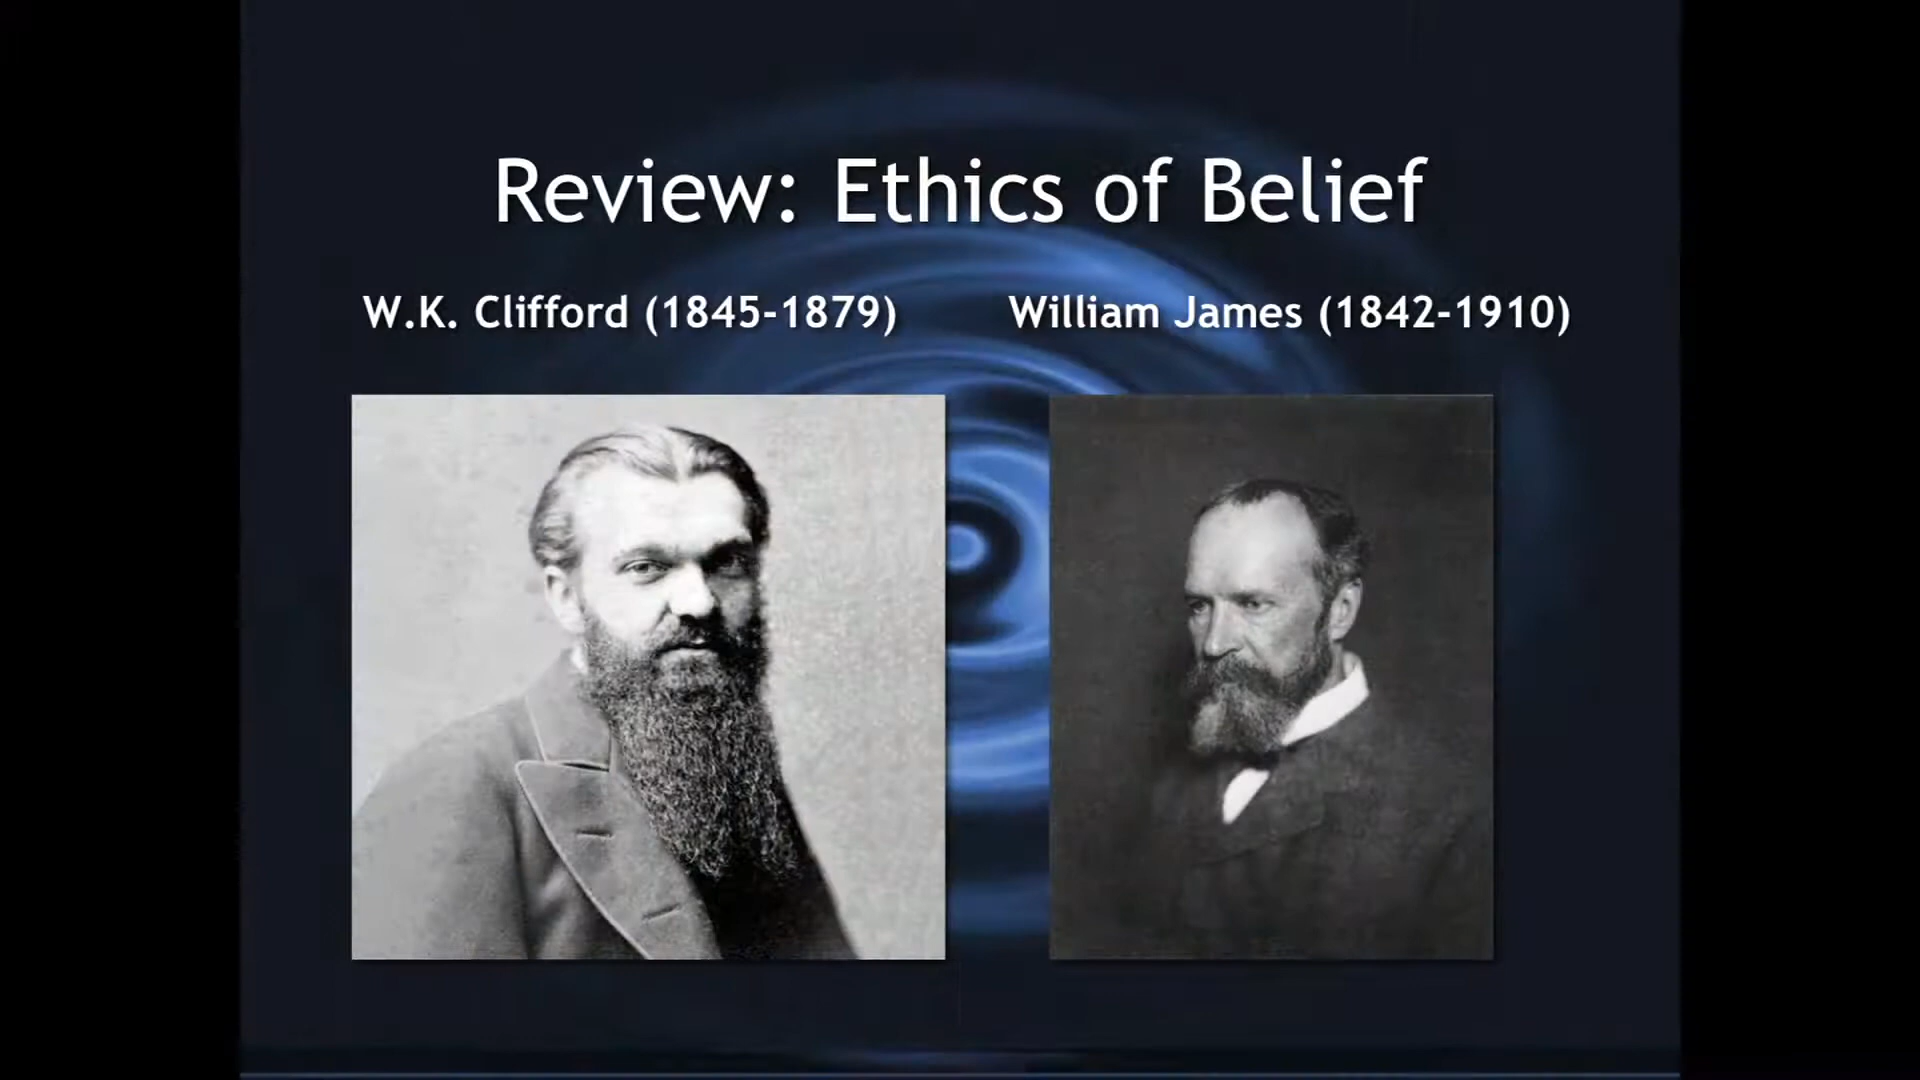 Review: Ethics of Belief
W.K. Clifford (1845-1879)
William James (1842-1910)